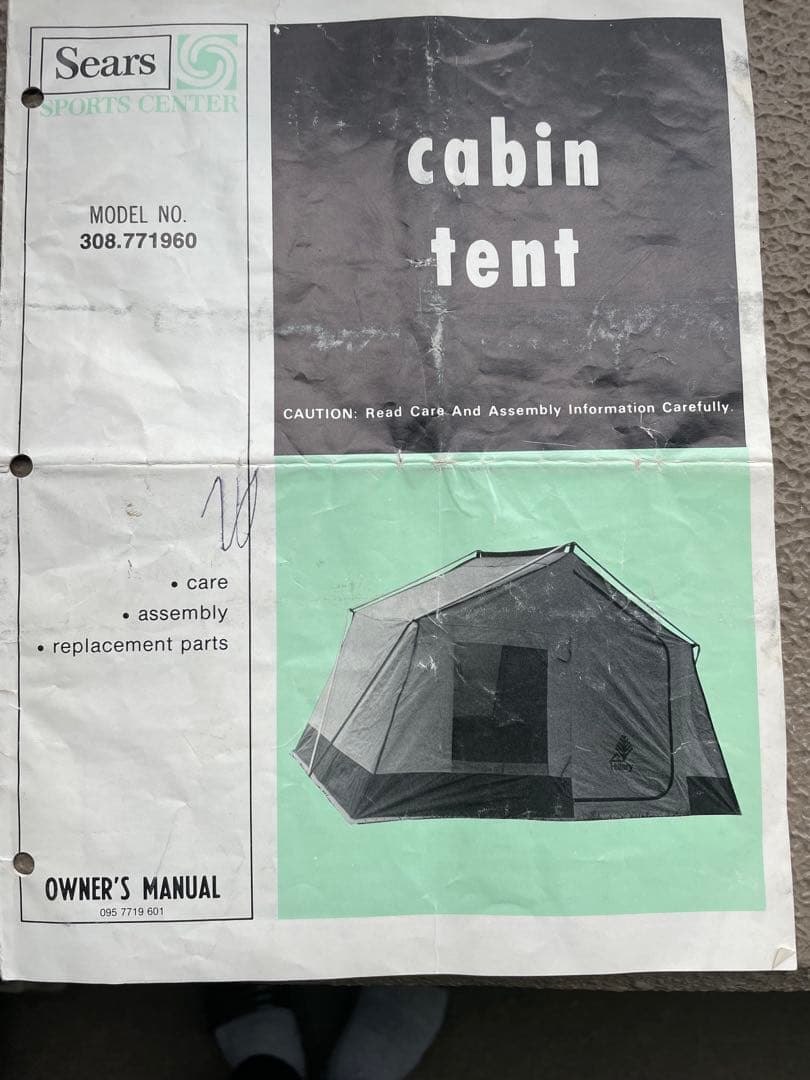 Sears
SPORTS CENTER
MODEL NO.
308.771960
cabin
tent
CAUTION: Read Care And Assembly Information Carefully.
• care
• assembly
• replacement parts
OWNER'S MANUAL
095 7719 601